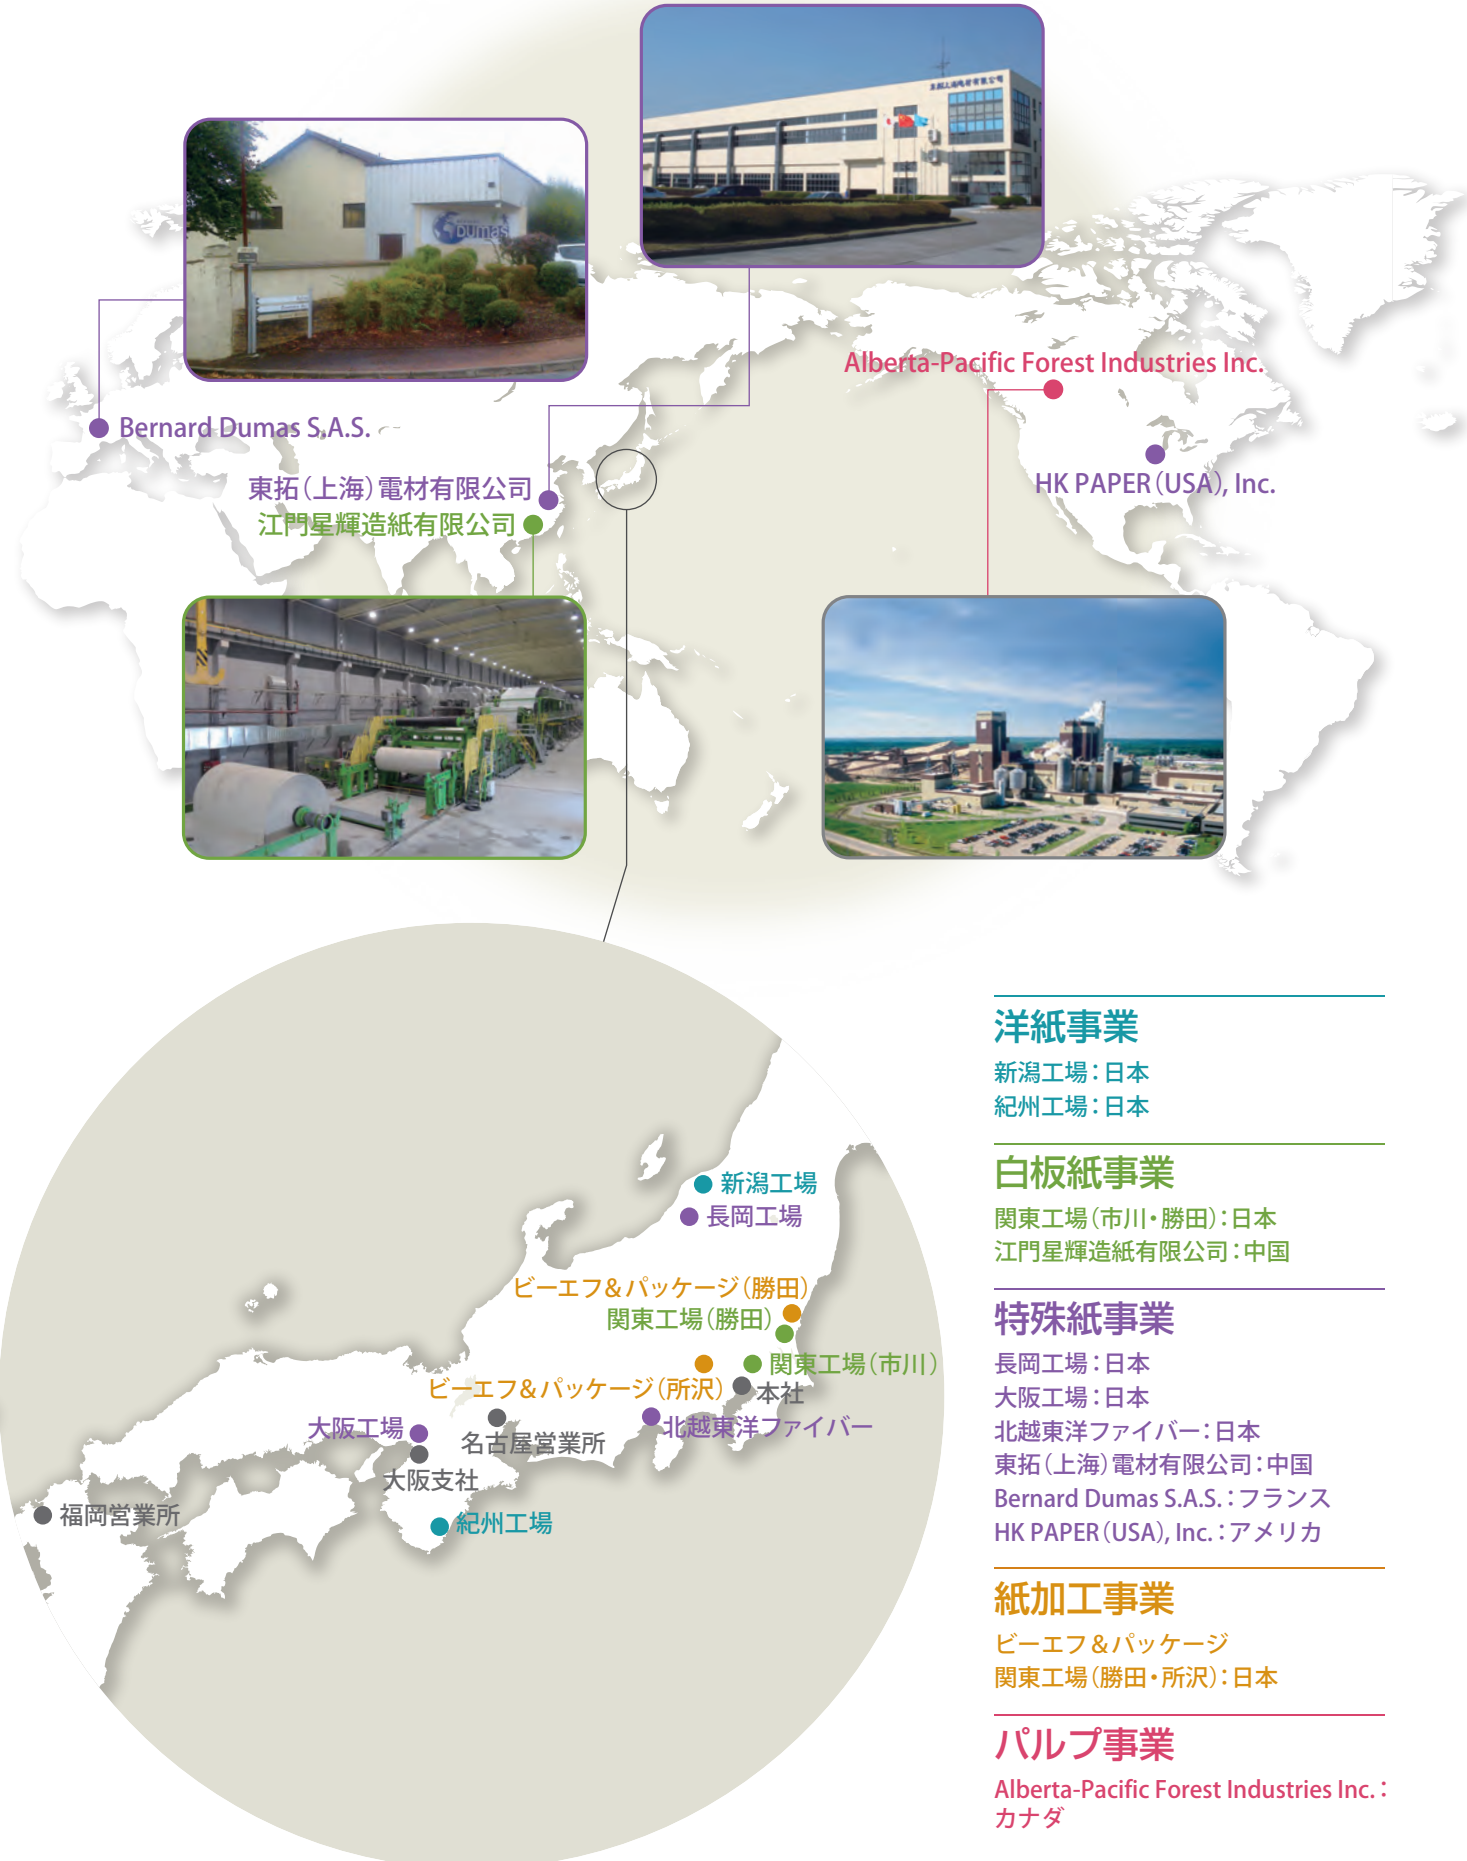 东拓(上海)电材有限公司
DUMAS
Alberta-Pacific Forest Industries Inc.
Bernard Dumas S.A.S.
HK PAPER(USA), Inc.
東拓(上海)電材有限公司
江門星輝造紙有限公司
新潟工場
長岡工場
ビーエフ&パッケージ(勝田)
関東工場(勝田)
関東工場(市川)
ビーエフ&パッケージ(所沢)
本社
北越東洋ファイバー
大阪工場
名古屋営業所
大阪支社
福岡営業所
紀州工場
洋紙事業
新潟工場:日本
紀州工場:日本
白板紙事業
関東工場(市川・勝田):日本
江門星輝造紙有限公司:中国
特殊紙事業
長岡工場:日本
大阪工場:日本
北越東洋ファイバー:日本
東拓(上海)電材有限公司:中国
Bernard Dumas S.A.S.:フランス
HK PAPER(USA), Inc.:アメリカ
紙加工事業
ビーエフ&パッケージ
関東工場(勝田・所沢):日本
パルプ事業
Alberta-Pacific Forest Industries Inc.:
カナダ